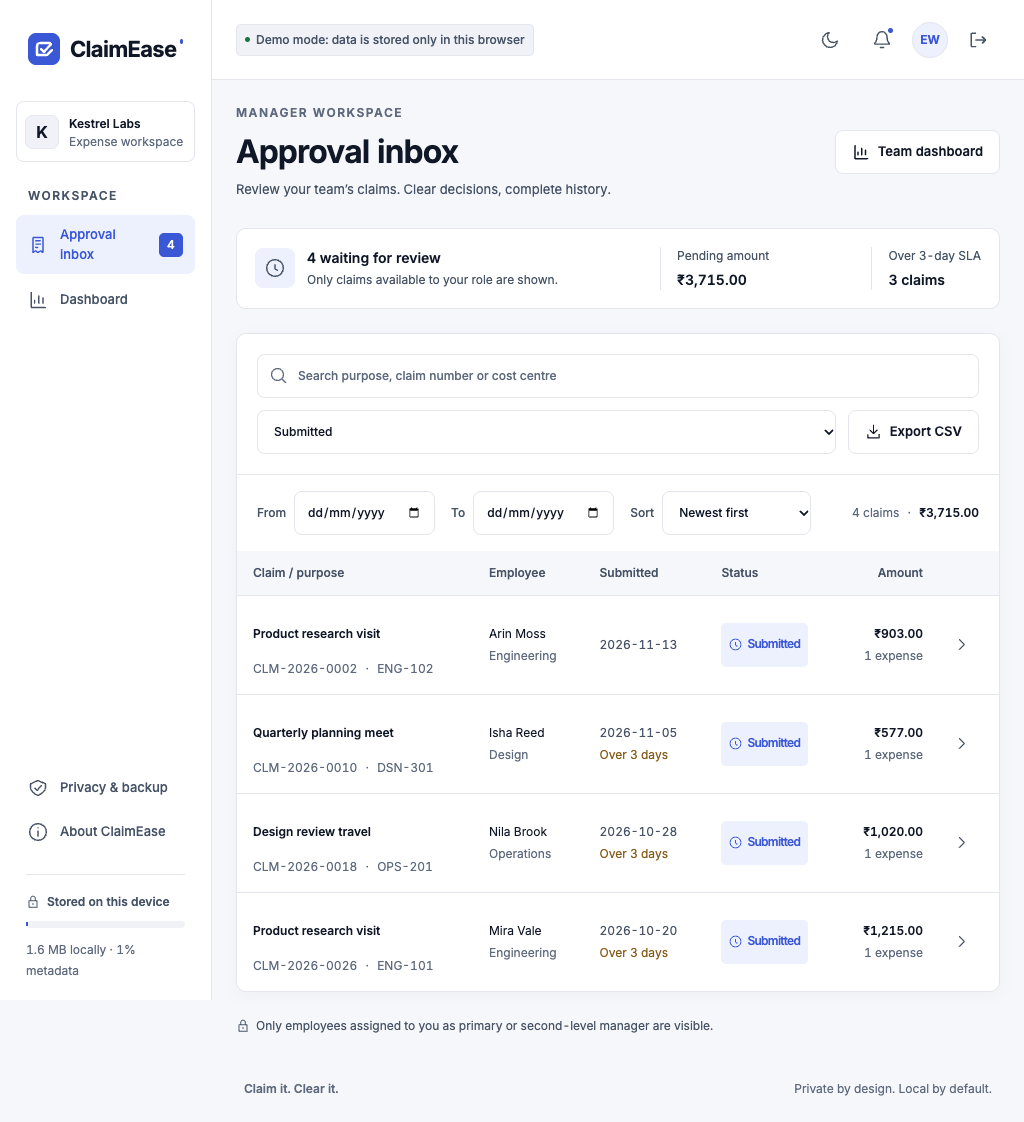 ClaimEase
Demo mode: data is stored only in this browser
EW
K
Kestrel Labs
Expense workspace
WORKSPACE
Approval
inbox
4
Dashboard
Privacy & backup
About ClaimEase
Stored on this device
1.6 MB locally · 1%
metadata
MANAGER WORKSPACE
Approval inbox
Review your team's claims. Clear decisions, complete history.
Team dashboard
4 waiting for review
Only claims available to your role are shown.
Pending amount
₹3,715.00
Over 3-day SLA
3 claims
Search purpose, claim number or cost centre
Submitted
Export CSV
From dd/mm/yyyy To dd/mm/yyyy Sort Newest first 4 claims · ₹3,715.00
Claim / purpose Employee Submitted Status Amount
Product research visit
CLM-2026-0002 · ENG-102
Arin Moss
Engineering
2026-11-13
Submitted
₹903.00
1 expense
Quarterly planning meet
CLM-2026-0010 · DSN-301
Isha Reed
Design
2026-11-05
Over 3 days
Submitted
₹577.00
1 expense
Design review travel
CLM-2026-0018 · OPS-201
Nila Brook
Operations
2026-10-28
Over 3 days
Submitted
₹1,020.00
1 expense
Product research visit
CLM-2026-0026 · ENG-101
Mira Vale
Engineering
2026-10-20
Over 3 days
Submitted
₹1,215.00
1 expense
Only employees assigned to you as primary or second-level manager are visible.
Claim it. Clear it.
Private by design. Local by default.